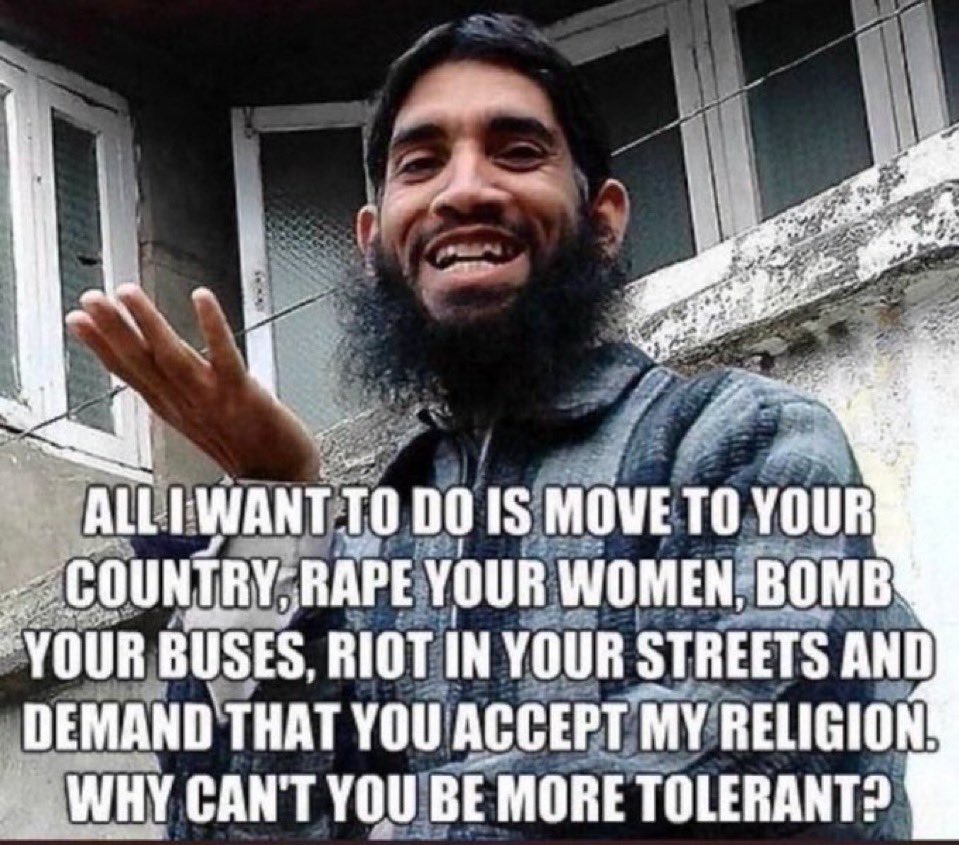 ALL I WANT TO DO IS MOVE TO YOUR
COUNTRY, RAPE YOUR WOMEN, BOMB
YOUR BUSES, RIOT IN YOUR STREETS AND
DEMAND THAT YOU ACCEPT MY RELIGION.
WHY CAN'T YOU BE MORE TOLERANT?